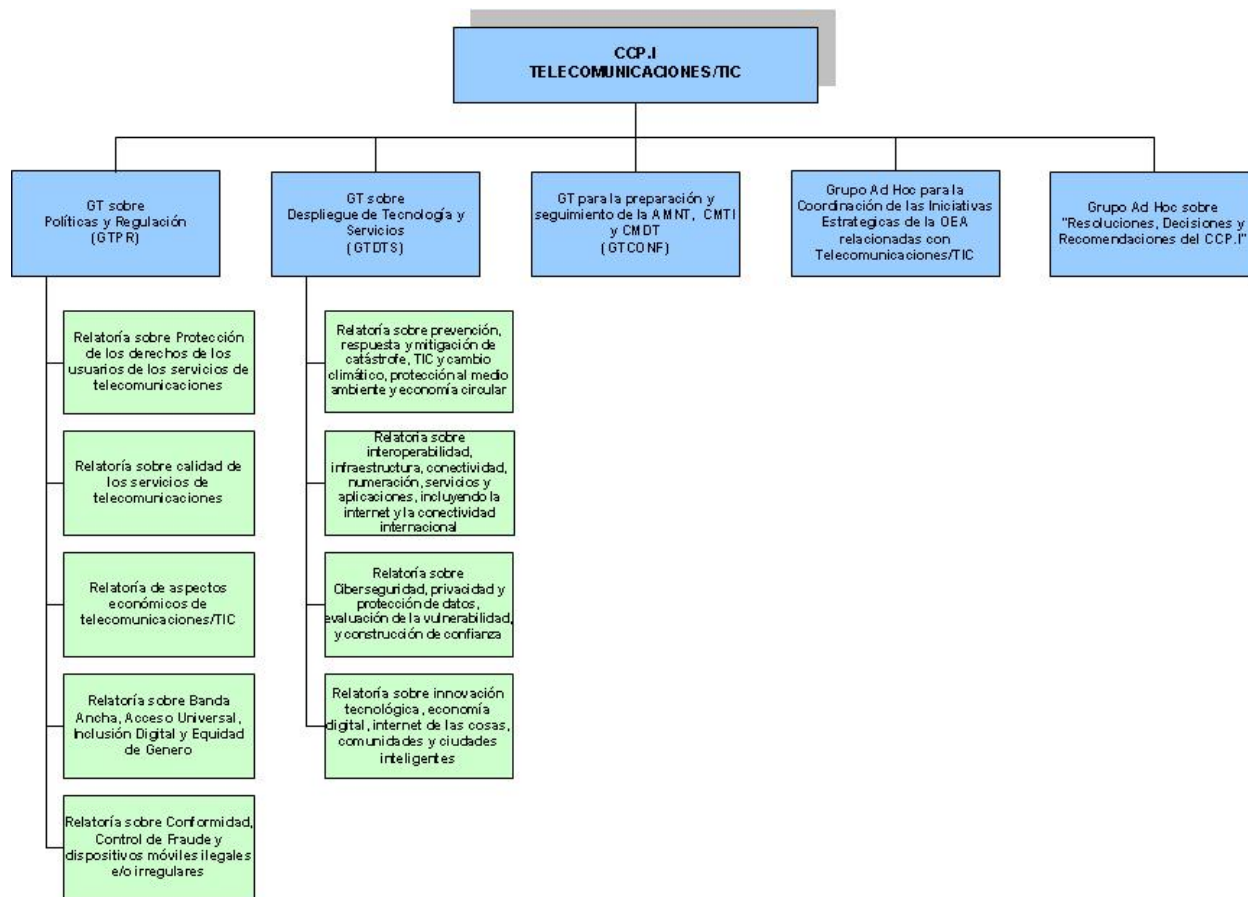 CCP.I
TELECOMUNICACIONES/TIC
GT sobre
Políticas y Regulación
(GTPR)
GT sobre
Despliegue de Tecnología y
Servicios
(GTDTS)
GT para la preparación y
seguimiento de la AMNT, CMTI
y CMDT
(GTCONF)
Grupo Ad Hoc para la
Coordinación de las Iniciativas
Estrategicas de la OEA
relacionadas con
Telecomunicaciones/TIC
Grupo Ad Hoc sobre
"Resoluciones, Decisiones y
Recomendaciones del CCP.I"
Relatoría sobre Protección
de los derechos de los
usuarios de los servicios de
telecomunicaciones
Relatoría sobre calidad de
los servicios de
telecomunicaciones
Relatoría de aspectos
económicos de
telecomunicaciones/TIC
Relatoría sobre Banda
Ancha, Acceso Universal,
Inclusión Digital y Equidad
de Genero
Relatoría sobre Conformidad,
Control de Fraude y
dispositivos móviles ilegales
e/o irregulares
Relatoría sobre prevención,
respuesta y mitigación de
catástrofe, TIC y cambio
climático, protección al medio
ambiente y economía circular
Relatoria sobre
interoperabilidad,
infraestructura, conectividad,
numeración, servicios y
aplicaciones, incluyendo la
internet y la conectividad
internacional
Relatoría sobre
Ciberseguridad, privacidad y
protección de datos,
evaluación de la vulnerabilidad,
y construcción de confianza
Relatoría sobre innovación
tecnológica, economía
digital, internet de las cosas,
comunidades y ciudades
inteligentes